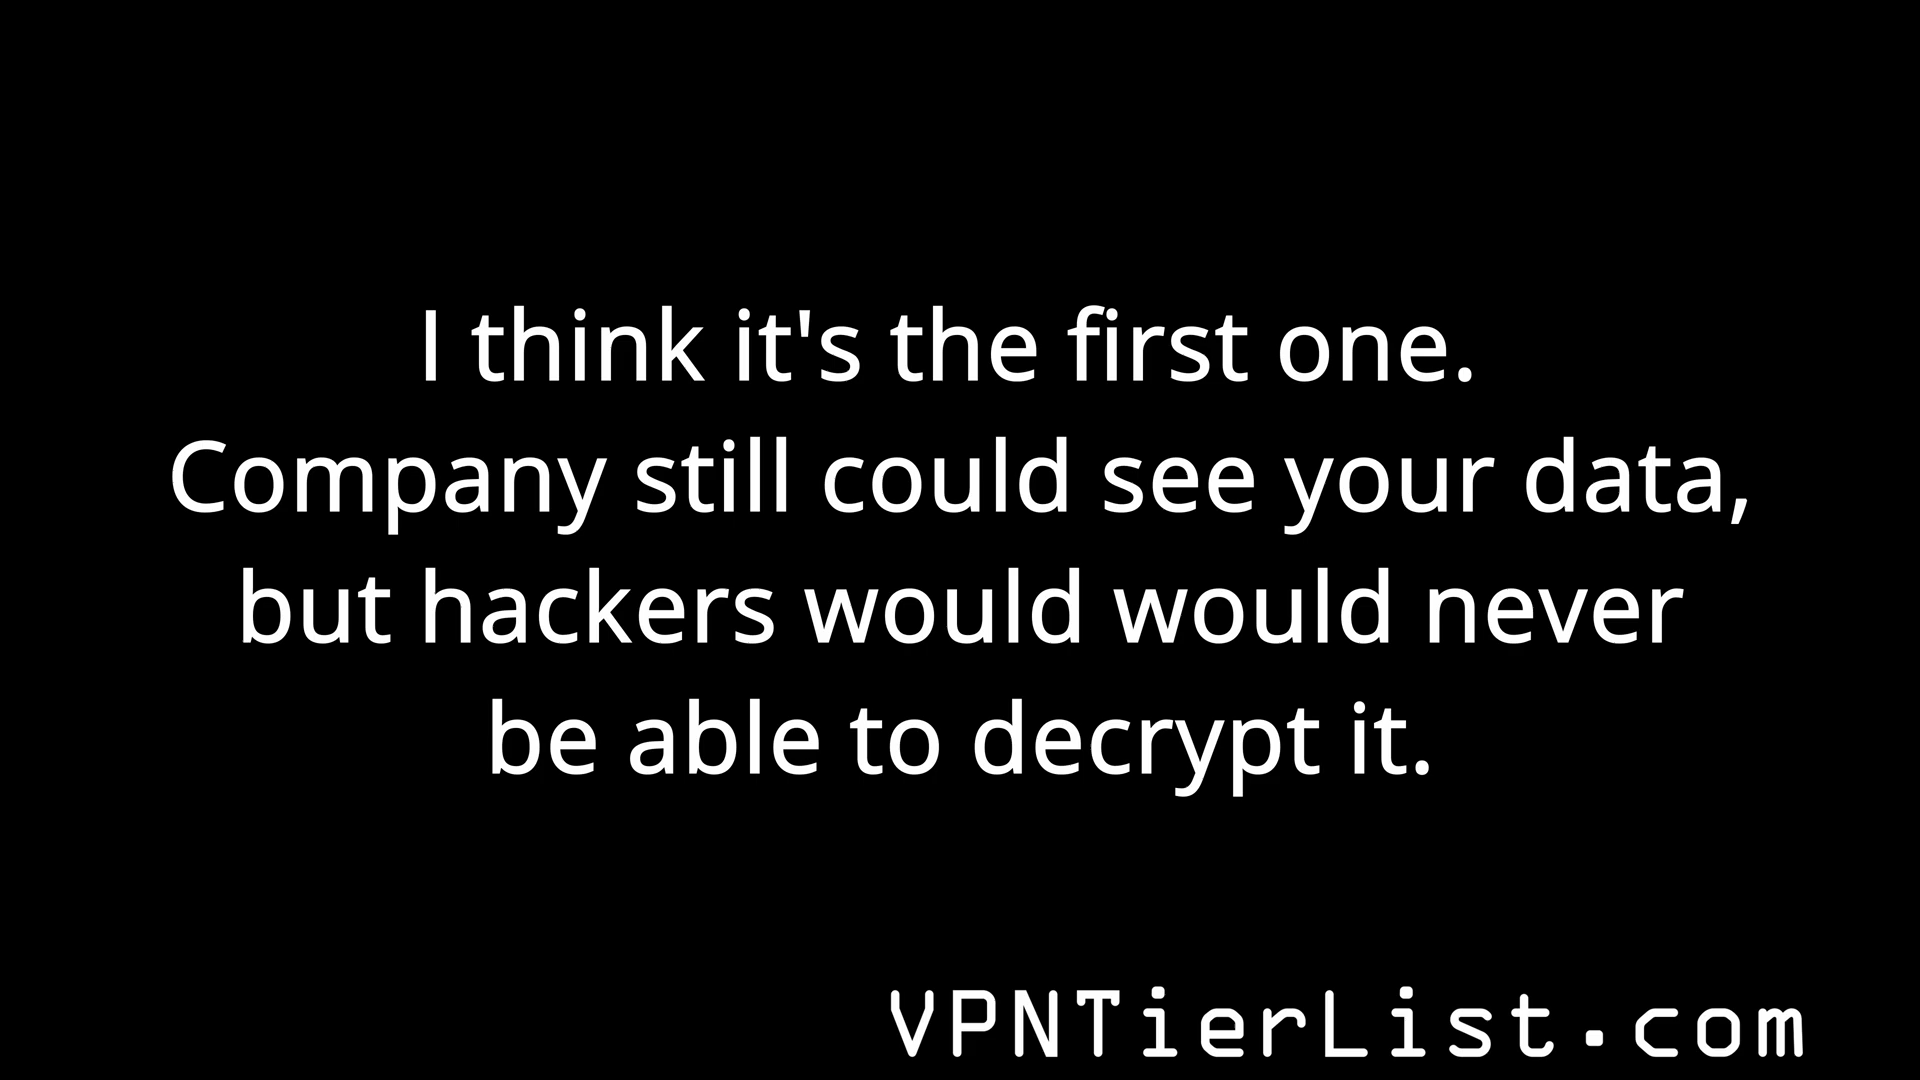 I think it's the first one.
Company still could see your data,
but hackers would would never
be able to decrypt it.
VPNTierList.com